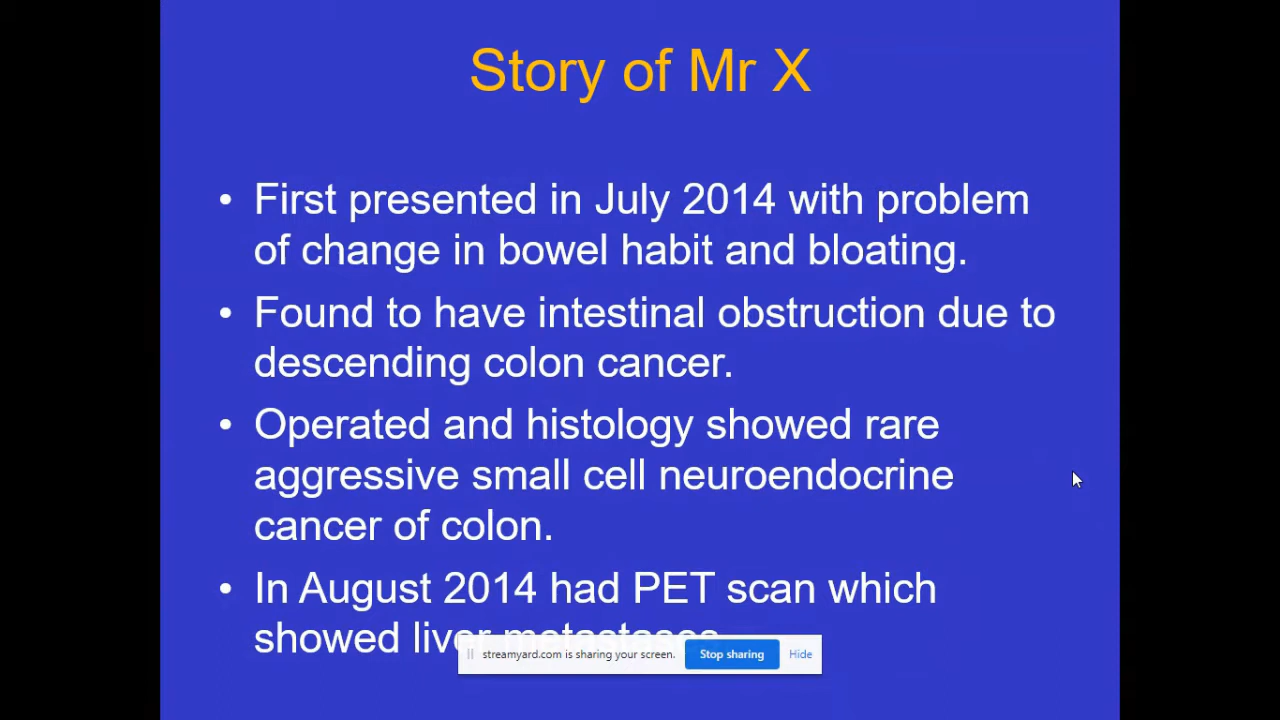 Story of Mr X
• First presented in July 2014 with problem
of change in bowel habit and bloating.
• Found to have intestinal obstruction due to
descending colon cancer.
• Operated and histology showed rare
aggressive small cell neuroendocrine
cancer of colon.
• In August 2014 had PET scan which
showed liver metastases
streamyard.com is sharing your screen. Stop sharing Hide